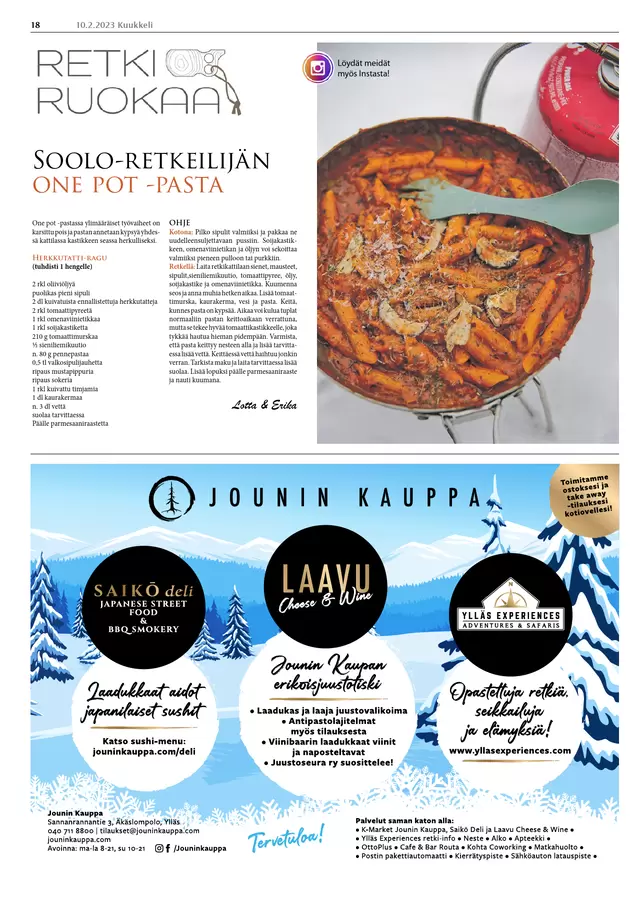 18
10.2.2023 Kuukkeli
RETKI
RUOKAA
Löydät meidät
myös Instasta!
SOOLO-RETKEILIJÄN
ONE POT -PASTA
One pot -pastassa ylimääräiset työvaiheet on
karsittu pois ja pastan annetaan kypsyä yhdes-
sä kattilassa kastikkeen seassa herkulliseksi.
HERKKUTATTI-RAGU
(tuhdisti 1 hengelle)
2 rkl oliiviöljyä
puolikas pieni sipuli
2 dl kuivatuista ennallistettuja herkkutatteja
2 rkl tomaattipyreetä
1 rkl omenaviinietikkaa
1 rkl soijakastiketta
210 g tomaattimurskaa
½ sieniliemikuutio
n. 80 g pennepastaa
0,5 tl valkosipulijauhetta
ripaus mustapippuria
ripaus sokeria
1 rkl kuivattu timjamia
1 dl kaurakermaa
n. 3 dl vettä
suolaa tarvittaessa
Päälle parmesaaniraastetta
OHJE
Kotona: Pilko sipulit valmiiksi ja pakkaa ne
uudelleensuljettavaan pussiin. Soijakastik-
keen, omenaviinietikan ja öljyn voi sekoittaa
valmiiksi pieneen pulloon tai purkkiin.
Retkellä: Laita retkikattilaan sienet, mausteet,
sipulit, sieniliemikuutio, tomaattipyree, öljy,
soijakastike ja omenaviinietikka. Kuumenna
seos ja anna muhia hetken aikaa. Lisää tomaat-
timurska, kaurakerma, vesi ja pasta. Keitä,
kunnes pasta on kypsää. Aikaa voi kulua tuplat
normaaliin pastan keittoaikaan verrattuna,
mutta se tekee hyvää tomaattikastikkeelle, joka
tykkää hautua hieman pidempään. Varmista,
että pasta keittyy nesteen alla ja lisää tarvitta-
essa lisää vettä. Keittäessä vettä haihtuu jonkin
verran. Tarkista maku ja laita tarvittaessa lisää
suolaa. Lisää lopuksi päälle parmesaaniraaste
ja nauti kuumana.
Lotta & Erika
JOUNIN KAUPPA
Toimitamme
ostoksesi ja
take away
-tilauksesi
kotiovellesi!
SAIKŌ deli
JAPANESE STREET
FOOD
&
BBQ SMOKERY
Laadukkaat aidot
japanilaiset sushit
Katso sushi-menu:
jouninkauppa.com/deli
LAAVU
Cheese & Wine
Jounin Kaupan
erikoisjuustotiski
• Laadukas ja laaja juustovalikoima
• Antipastolajitelmat
myös tilauksesta
• Viinibaarin laadukkaat viinit
ja naposteltavat
• Juustoseura ry suosittelee!
N
YLLÄS EXPERIENCES
ADVENTURES & SAFARIS
Opastettuja retkiä,
seikkailuja
ja elämyksiä!
www.yllasexperiences.com
Jounin Kauppa
Sannanrannantie 3, Äkäslompolo, Ylläs
040 711 8800 | tilaukset@jouninkauppa.com
jouninkauppa.com
Avoinna: ma-la 8-21, su 10-21 f /Jouninkauppa
Tervetuloa!
Palvelut saman katon alla:
• K-Market Jounin Kauppa, Saikō Deli ja Laavu Cheese & Wine •
• Ylläs Experiences retki-info • Neste • Alko • Apteekki •
• OttoPlus • Cafe & Bar Routa • Kohta Coworking • Matkahuolto •
• Postin pakettiautomaatti • Kierrätyspiste • Sähköauton latauspiste •